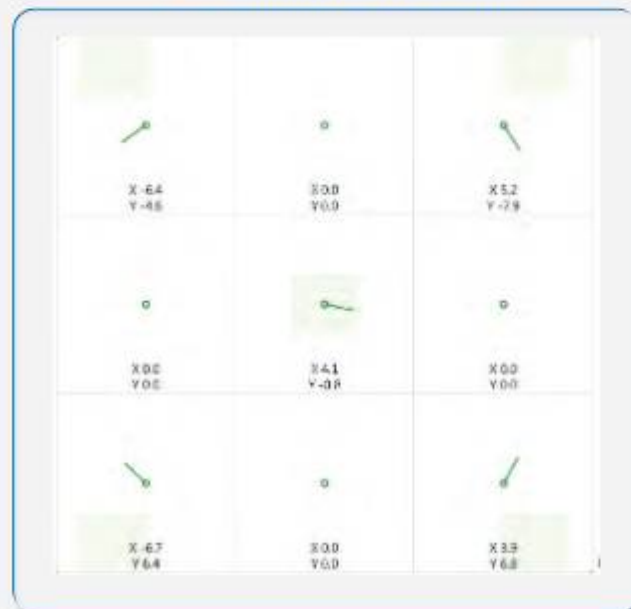 X -6.4
Y -4.6
X 0.0
Y 0.0
X 5.2
Y -7.9
X 0.0
Y 0.0
X 4.1
Y -0.8
X 0.0
Y 0.0
X -6.7
Y 6.4
X 0.0
Y 0.0
X 3.9
Y 6.8